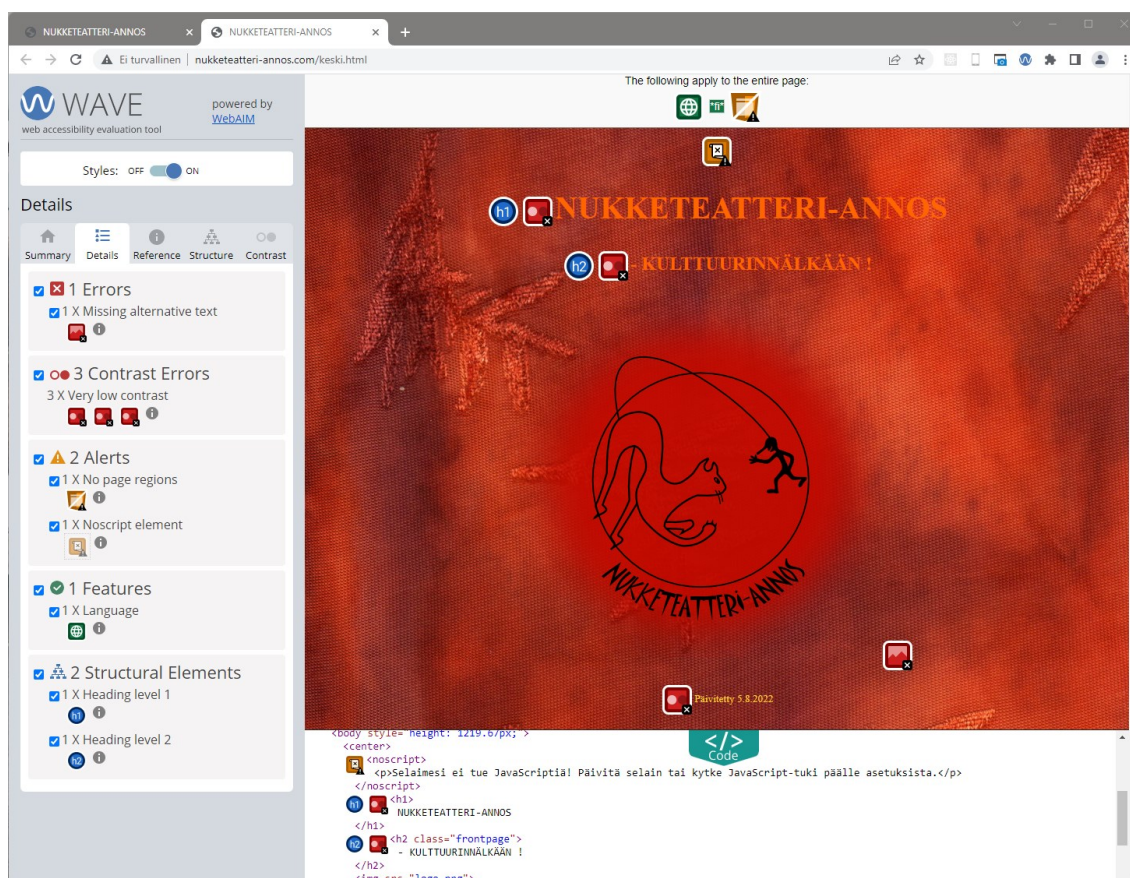 NUKKETEATTERI-ANNOS
NUKKETEATTERI-ANNOS
Ei turvallinen | nukketeatteri-annos.com/keski.html
WAVE
web accessibility evaluation tool
powered by
WebAIM
Styles: OFF ON
Details
Summary Details Reference Structure Contrast
1 Errors
1 X Missing alternative text
3 Contrast Errors
3 X Very low contrast
2 Alerts
1 X No page regions
1 X Noscript element
1 Features
1 X Language
2 Structural Elements
1 X Heading level 1
h1
1 X Heading level 2
h2
The following apply to the entire page:
"fi"
h1 NUKKETEATTERI-ANNOS
h2 - KULTTUURINNÄLKÄÄN !
NUKKETEATTERI-ANNOS
Päivitetty 5.8.2022
</>
Code
<body style="height: 1219.67px;">
<center>
<noscript>
<p>Selaimesi ei tue JavaScriptiä! Päivitä selain tai kytke JavaScript-tuki päälle asetuksista.</p>
</noscript>
h1 <h1>
NUKKETEATTERI-ANNOS
</h1>
h2 <h2 class="frontpage">
- KULTTUURINNÄLKÄÄN !
</h2>